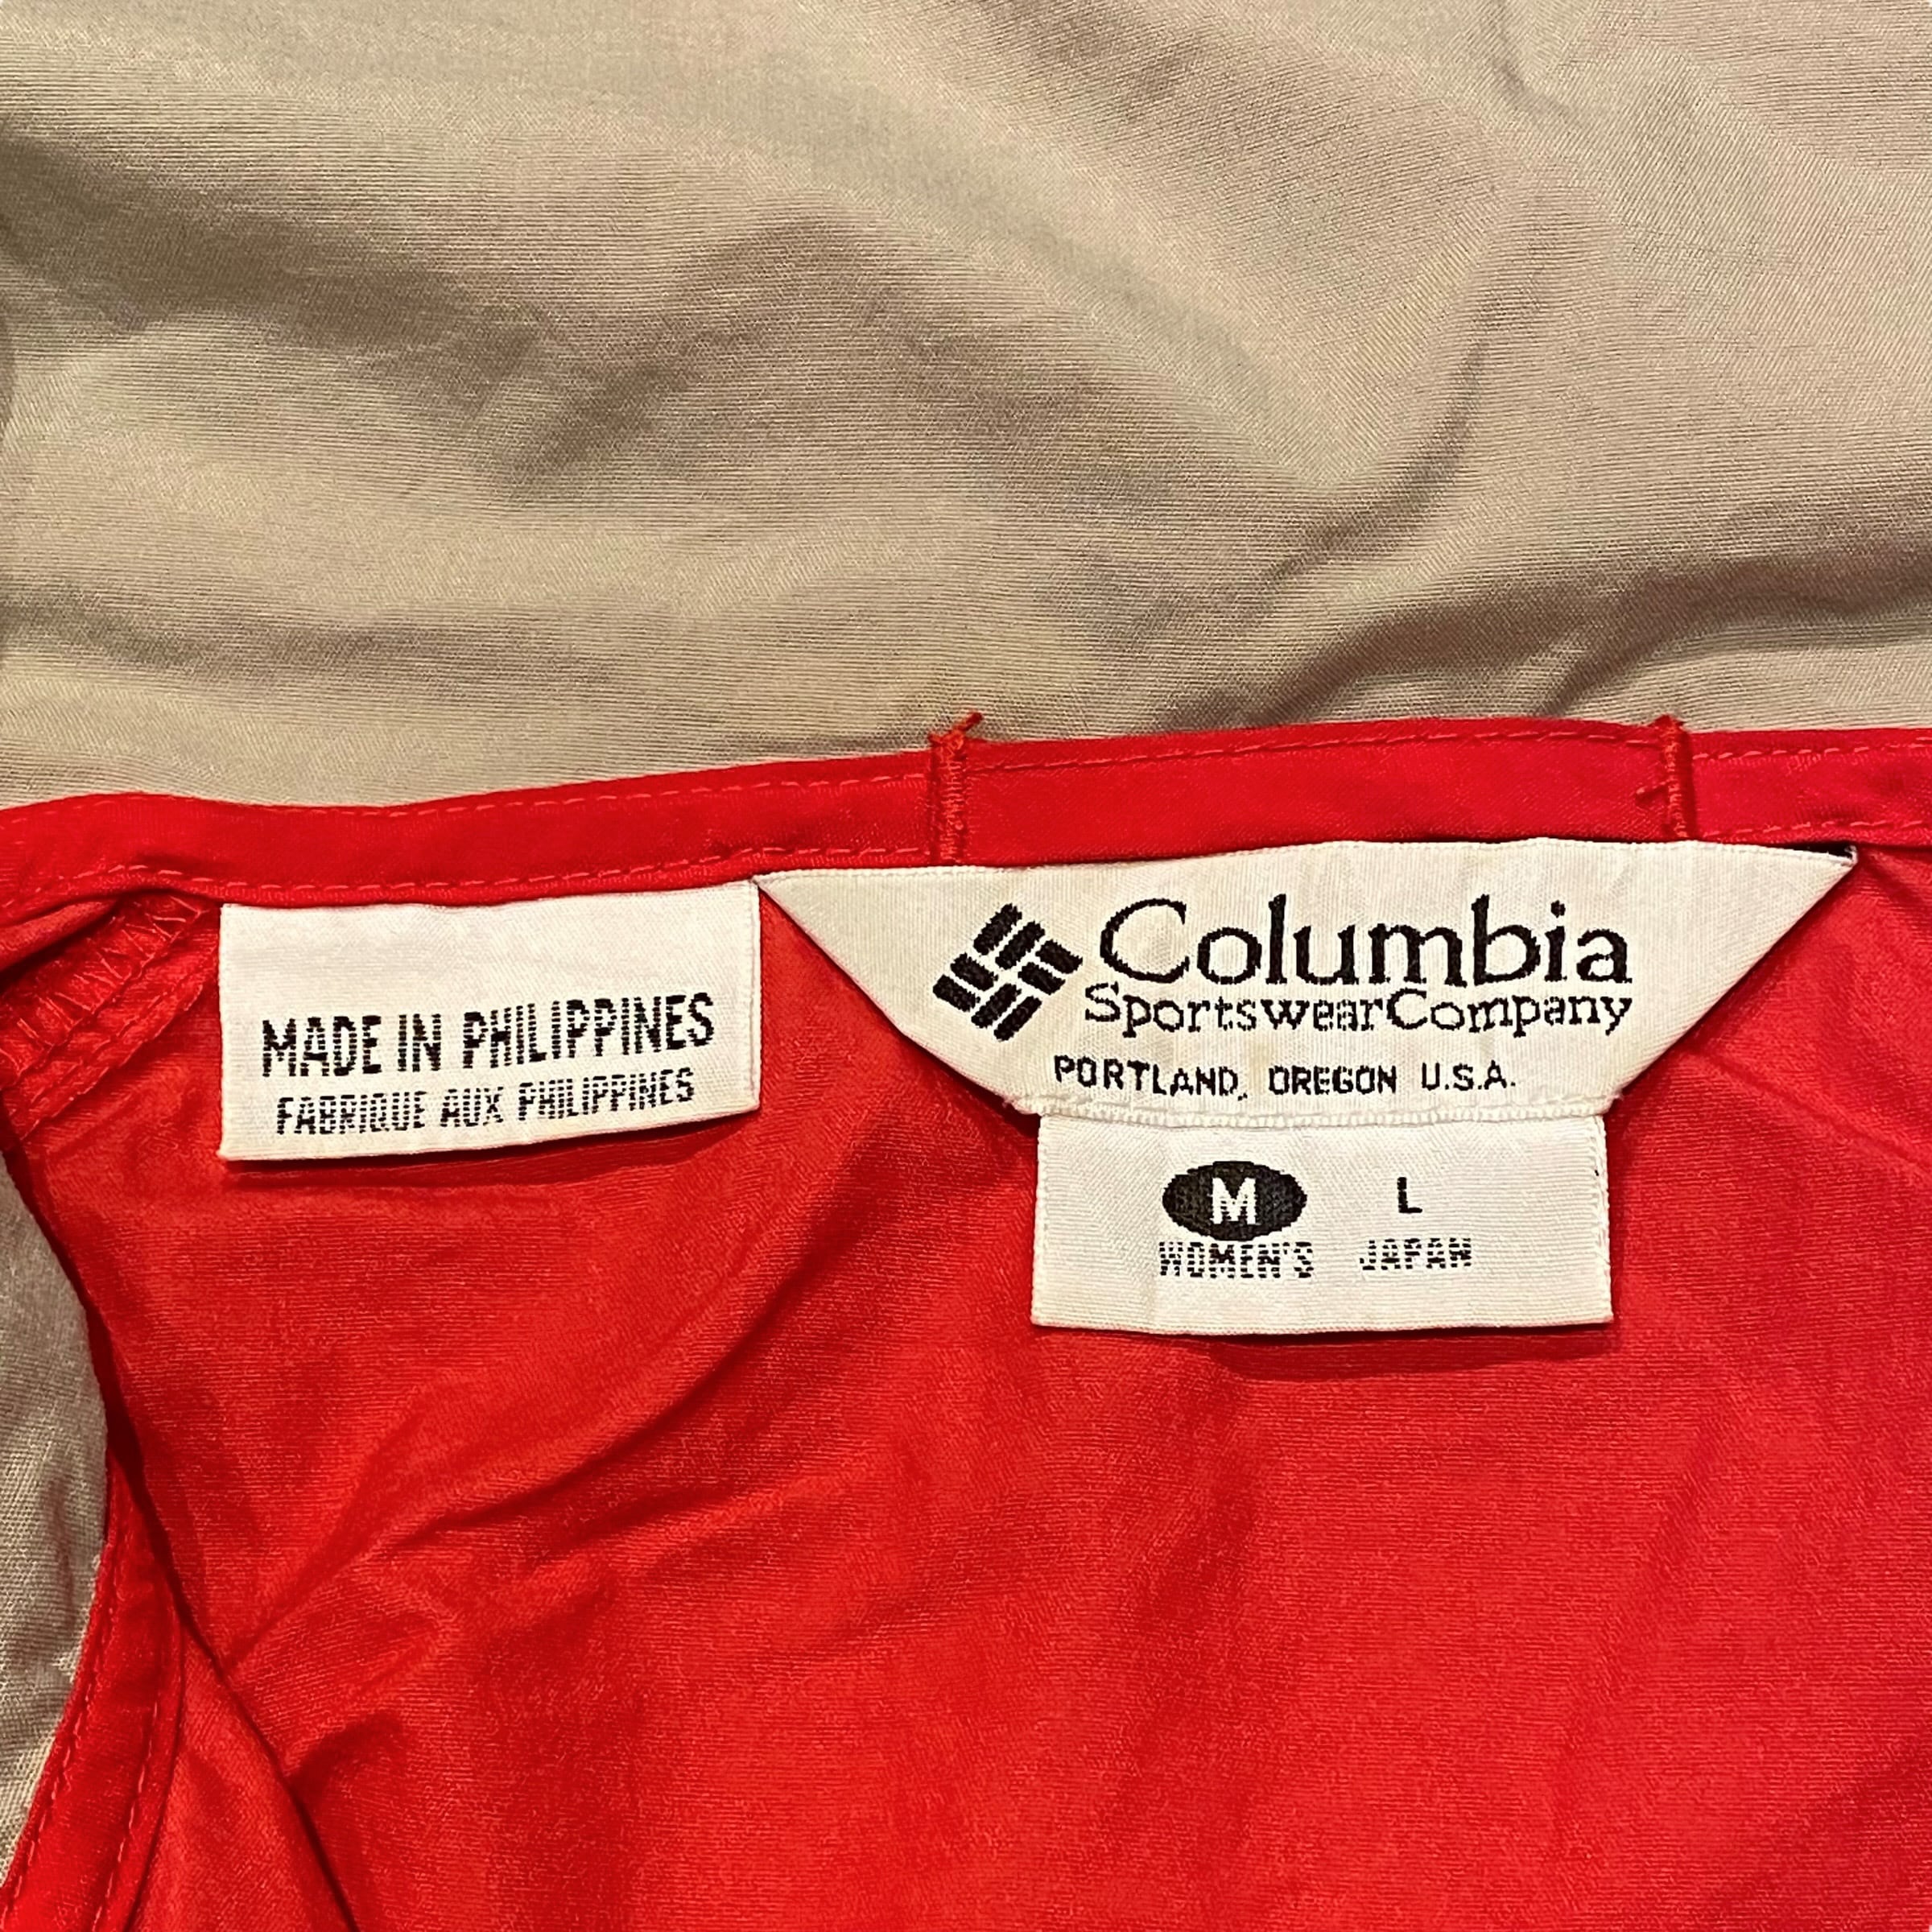 MADE IN PHILIPPINES
FABRIQUE AUX PHILIPPINES
Columbia
SportswearCompany
PORTLAND, OREGON U.S.A.
M L
WOMEN'S JAPAN